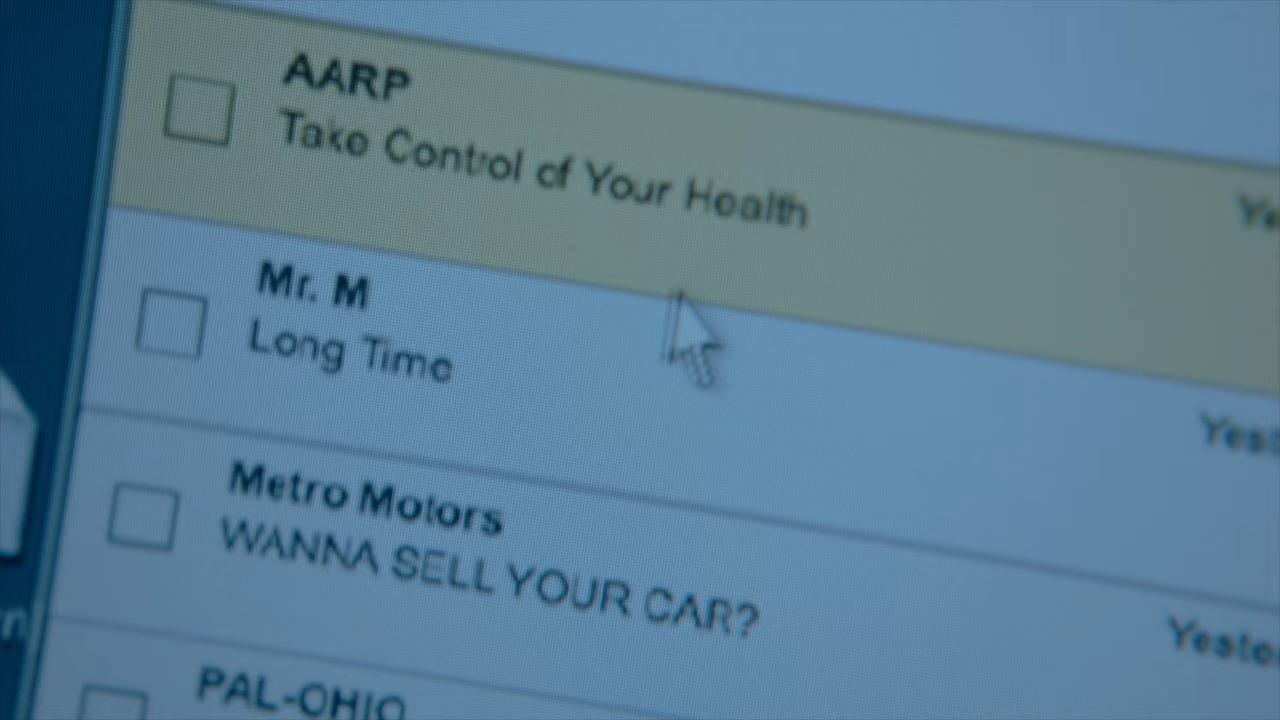 AARP
Take Control of Your Health
Mr. M
Long Time
Metro Motors
WANNA SELL YOUR CAR?
PAL-OHIO